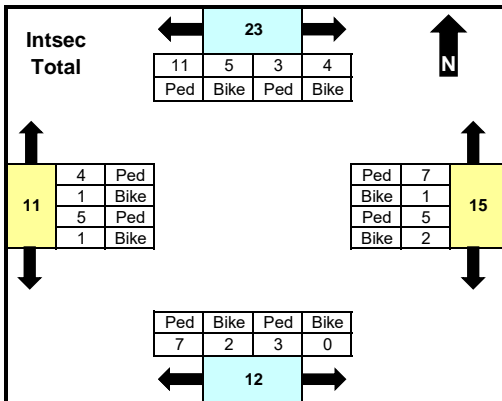 Intsec
Total
23
11 5 3 4
Ped Bike Ped Bike
N
11
4 Ped
1 Bike
5 Ped
1 Bike
Ped 7
Bike 1
Ped 5
Bike 2
15
Ped Bike Ped Bike
7 2 3 0
12